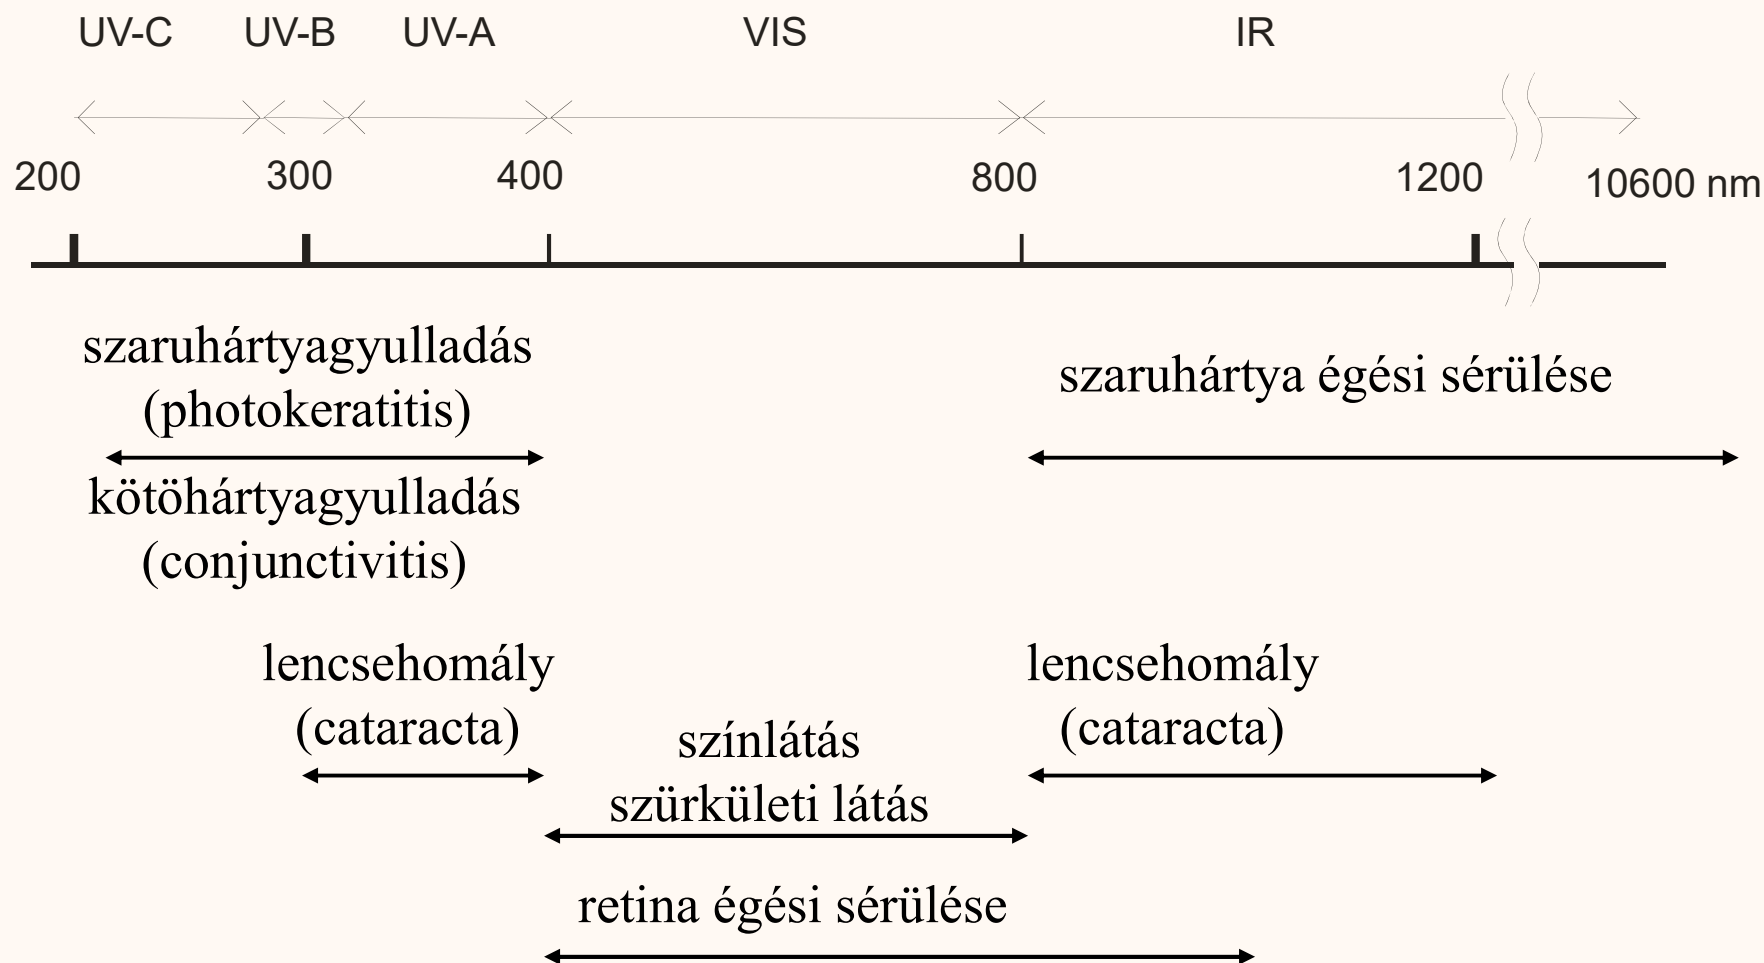 UV-C UV-B UV-A VIS IR
200 300 400 800 1200 10600 nm
szaruhártyagyulladás
(photokeratitis)
szaruhártya égési sérülése
kötöhártyagyulladás
(conjunctivitis)
lencsehomály
(cataracta)
lencsehomály
(cataracta)
színlátás
szürkületi látás
retina égési sérülése